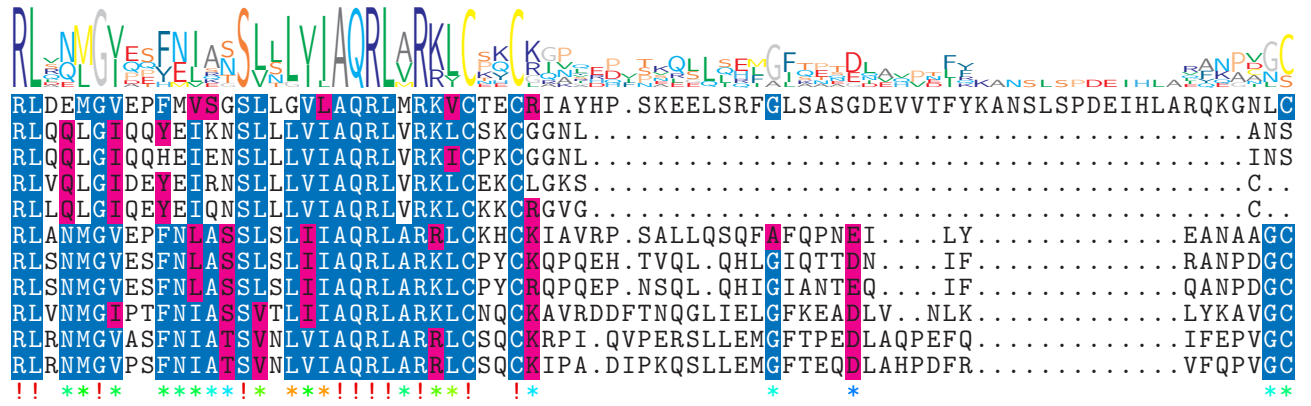 RLDEMGVEPFMVSGSLLGVLAQRLMRKVCTECRIAYHP.SKEELSRFGLSASGDEVVTFYKANSLSPDEIHLARQKGNLC
RLQQLGIQQYEIKNSLLLVIAQRLVRKLCSKCGGNL.........................................ANS
RLQQLGIQQHEIENSLLLVIAQRLVRKICPKCGGNL.........................................INS
RLVQLGIDEYEIRNSLLLVIAQRLVRKLCEKCLGKS.........................................C..
RLLQLGIQEYEIQNSLLLVIAQRLVRKLCKKCRGVG.........................................C..
RLANMGVEPFNLASSLSLIIAQRLARRLCKHCKIAVRP.SALLQSQFAFQPNEI....LY.............EANAAGC
RLSNMGVESFNLASSLSLIIAQRLARKLCPYCKQPQEH.TVQL.QHLGIQTTDN....IF.............RANPDGC
RLSNMGVESFNLASSLSLIIAQRLARKLCPYCRQPQEP.NSQL.QHIGIANTEQ....IF.............QANPDGC
RLVNMGIPTFNIASSVTLIIAQRLARKLCNQCKAVRDDFTNQGLIELGFKEADLV..NLK.............LYKAVGC
RLRNMGVASFNIATSVNLVIAQRLARRLCSQCKRPI.QVPERSLLEMGFTPEDLAQPEFQ.............IFEPVGC
RLRNMGVPSFNIATSVNLVIAQRLARRLCSQCKIPA.DIPKQSLLEMGFTEQDLAHPDFR.............VFQPVGC
!! **!*  *****!* ***!!!!*!**!  !*              *    *                         **